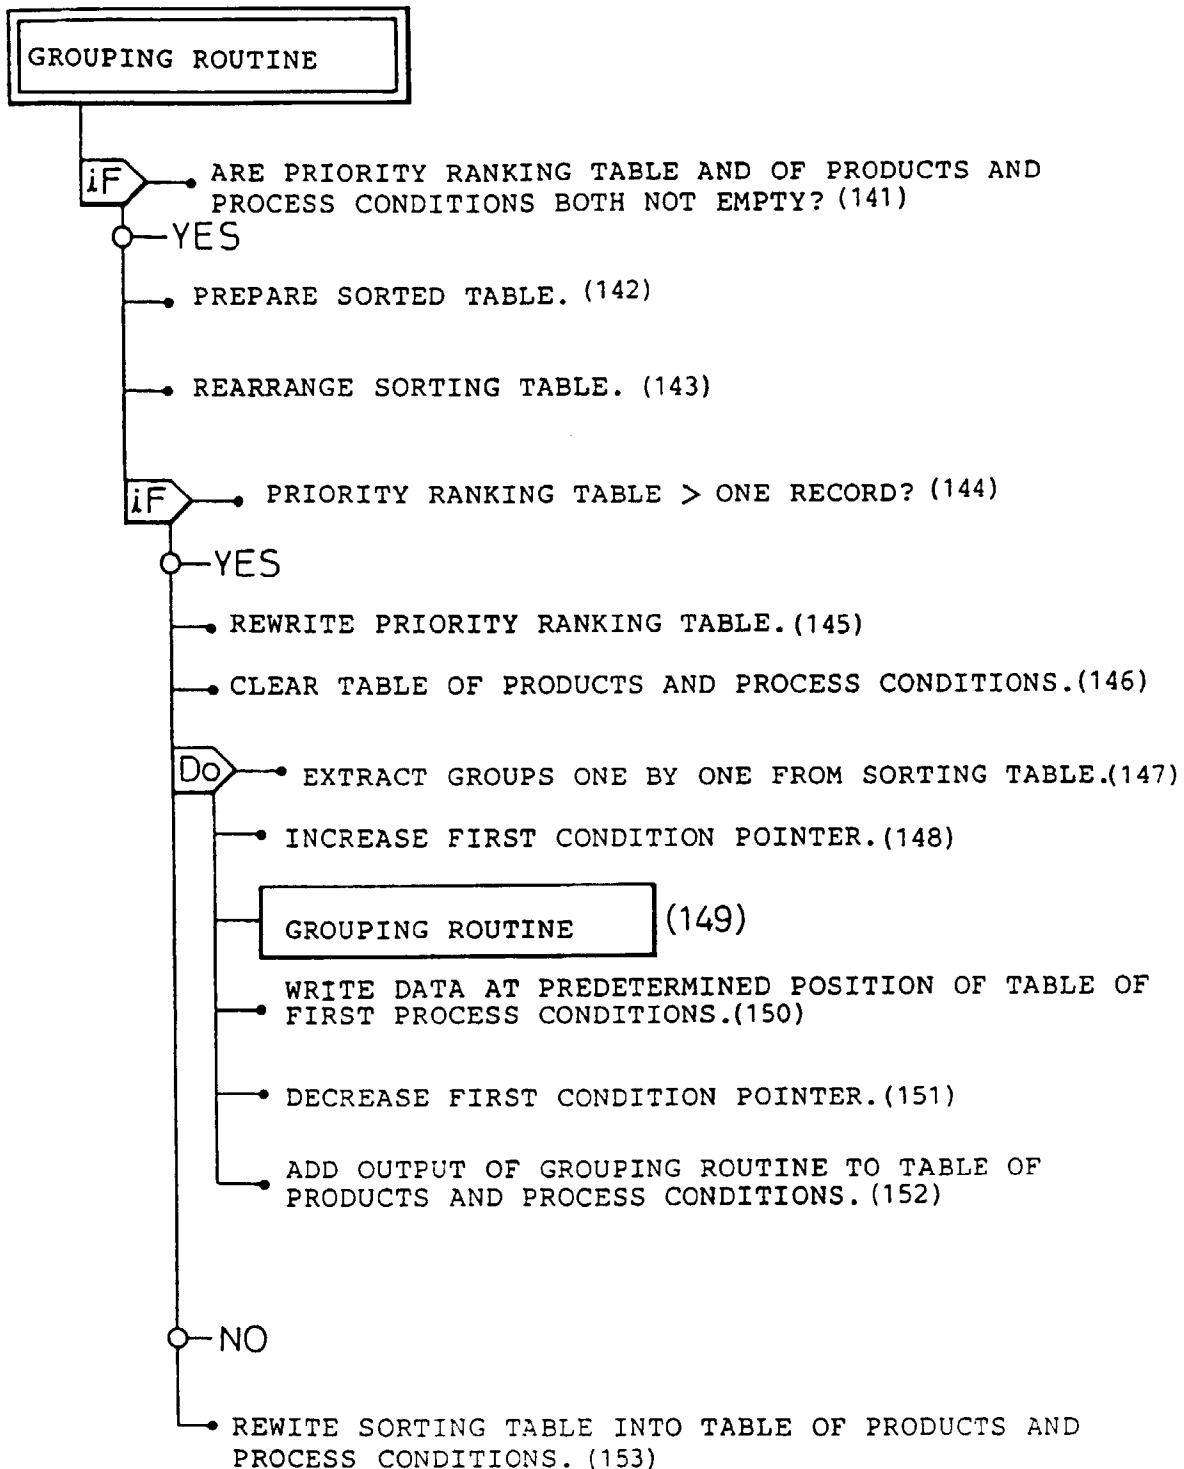 GROUPING ROUTINE
iF
ARE PRIORITY RANKING TABLE AND OF PRODUCTS AND
PROCESS CONDITIONS BOTH NOT EMPTY? (141)
YES
PREPARE SORTED TABLE. (142)
REARRANGE SORTING TABLE. (143)
iF
PRIORITY RANKING TABLE > ONE RECORD? (144)
YES
REWRITE PRIORITY RANKING TABLE. (145)
CLEAR TABLE OF PRODUCTS AND PROCESS CONDITIONS. (146)
Do
EXTRACT GROUPS ONE BY ONE FROM SORTING TABLE. (147)
INCREASE FIRST CONDITION POINTER. (148)
GROUPING ROUTINE (149)
WRITE DATA AT PREDETERMINED POSITION OF TABLE OF
FIRST PROCESS CONDITIONS. (150)
DECREASE FIRST CONDITION POINTER. (151)
ADD OUTPUT OF GROUPING ROUTINE TO TABLE OF
PRODUCTS AND PROCESS CONDITIONS. (152)
NO
REWITE SORTING TABLE INTO TABLE OF PRODUCTS AND
PROCESS CONDITIONS. (153)